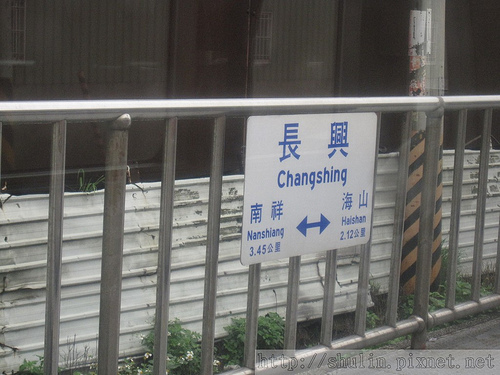 長興
Changshing
南祥 海山
Nanshiang Haishan
3.45公里 2.12公里
http://shulin.pixnet.net